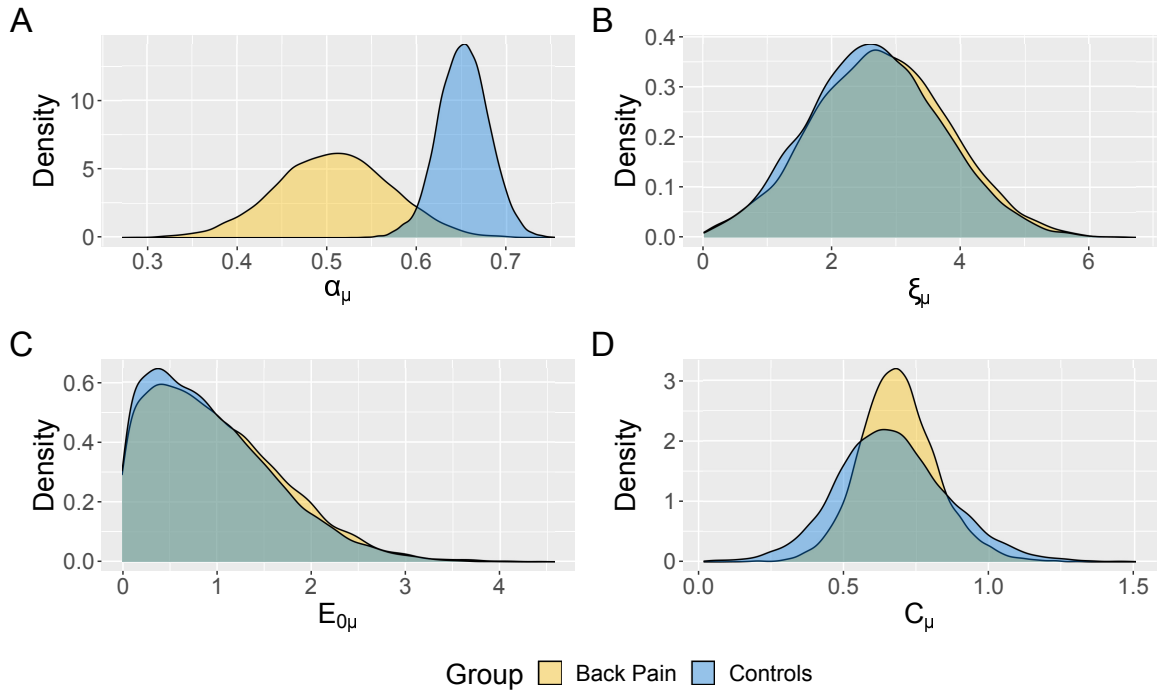 A
Density
10
5
0
0.3 0.4 0.5 0.6 0.7
αμ
B
Density
0.4
0.3
0.2
0.1
0.0
0 2 4 6
ξμ
C
Density
0.6
0.4
0.2
0.0
0 1 2 3 4
E0μ
D
Density
3
2
1
0
0.0 0.5 1.0 1.5
Cμ
Group Back Pain Controls